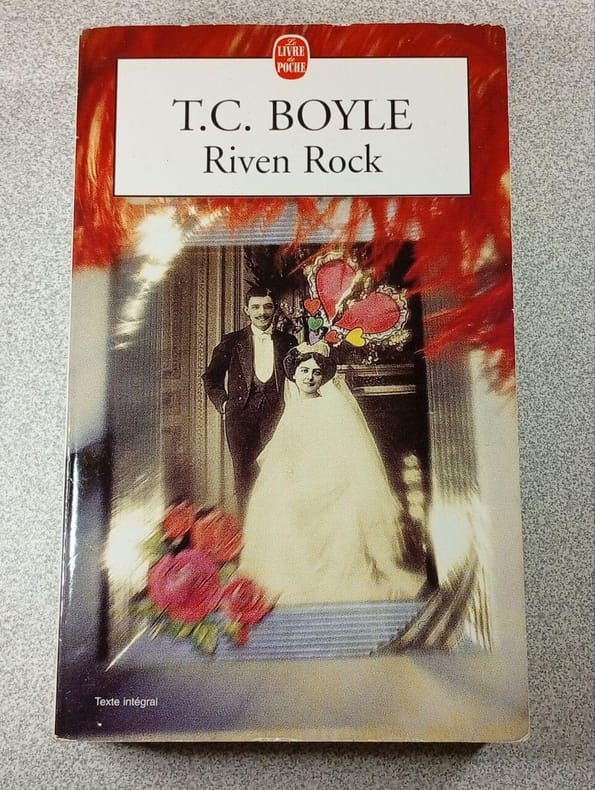 Le
LIVRE
de
POCHE
T.C. BOYLE
Riven Rock
Texte intégral